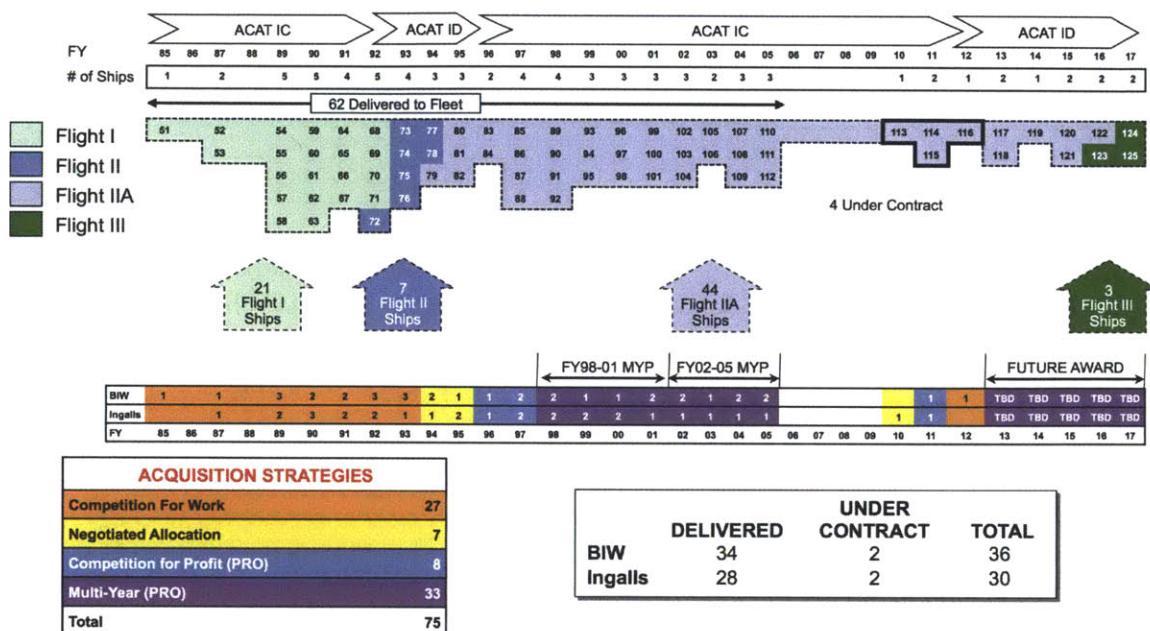 ACAT IC ACAT ID ACAT IC ACAT ID
FY 85 86 87 88 89 90 91 92 93 94 95 96 97 98 99 00 01 02 03 04 05 06 07 08 09 10 11 12 13 14 15 16 17
# of Ships 1 2 5 5 4 5 4 3 3 2 4 4 3 3 3 3 2 3 3 1 2 1 2 1 2 2 2
62 Delivered to Fleet
Flight I
Flight II
Flight IIA
Flight III
51 52 54 59 64 68 73 77 80 83 85 89 93 96 99 102 105 107 110 113 114 116 117 119 120 122 124
53 55 60 65 69 74 78 81 84 86 90 94 97 100 103 106 108 111 115 118 121 123 125
56 61 66 70 75 79 82 87 91 95 98 101 104 109 112
57 62 67 71 76 88 92
58 63 72
4 Under Contract
21
Flight I
Ships
7
Flight II
Ships
44
Flight IIA
Ships
3
Flight III
Ships
FY98-01 MYP FY02-05 MYP FUTURE AWARD
BIW 1 1 3 2 2 3 3 2 1 1 2 2 1 1 2 2 1 2 2 1 1 TBD TBD TBD TBD TBD
Ingalls 1 2 3 2 2 1 1 2 1 2 2 2 2 1 1 1 1 1 1 1 TBD TBD TBD TBD TBD
FY 85 86 87 88 89 90 91 92 93 94 95 96 97 98 99 00 01 02 03 04 05 06 07 08 09 10 11 12 13 14 15 16 17
ACQUISITION STRATEGIES
Competition For Work 27
Negotiated Allocation 7
Competition for Profit (PRO) 8
Multi-Year (PRO) 33
Total 75
DELIVERED UNDER CONTRACT TOTAL
BIW 34 2 36
Ingalls 28 2 30